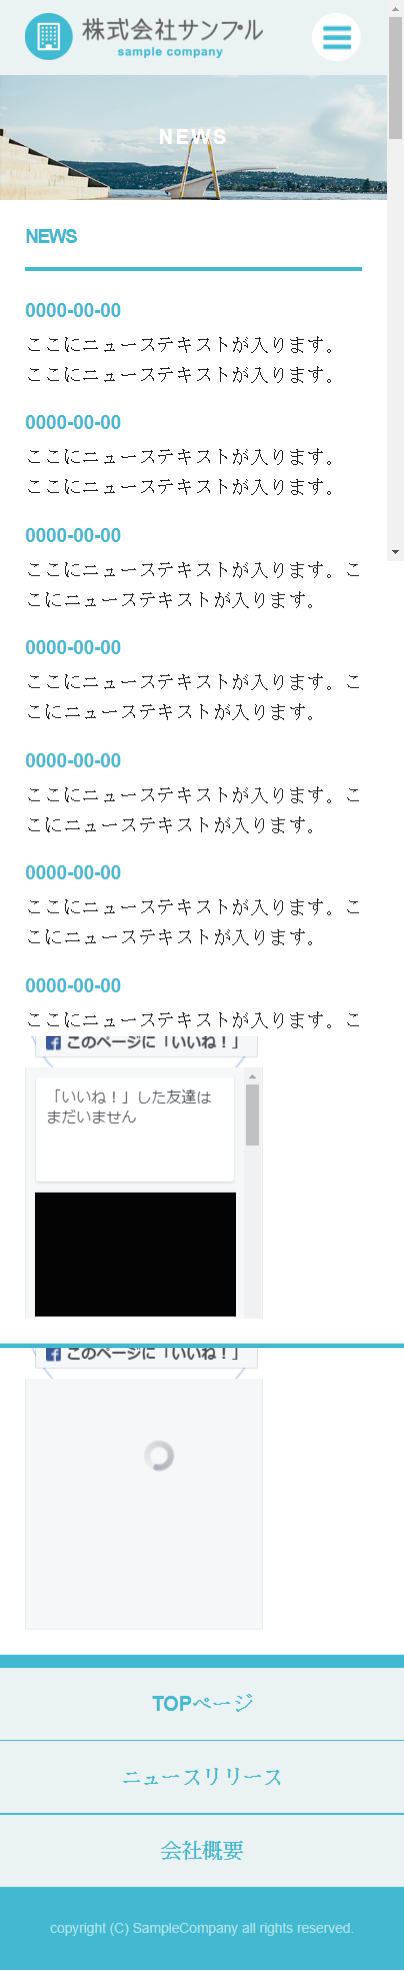 株式会社サンプル
sample company
NEWS
NEWS
0000-00-00
ここにニューステキストが入ります。
ここにニューステキストが入ります。
0000-00-00
ここにニューステキストが入ります。
ここにニューステキストが入ります。
0000-00-00
ここにニューステキストが入ります。こ
こにニューステキストが入ります。
0000-00-00
ここにニューステキストが入ります。こ
こにニューステキストが入ります。
0000-00-00
ここにニューステキストが入ります。こ
こにニューステキストが入ります。
0000-00-00
ここにニューステキストが入ります。こ
こにニューステキストが入ります。
0000-00-00
ここにニューステキストが入ります。こ
このページに「いいね！」
「いいね！」した友達は
まだいません
このページに「いいね！」
TOPページ
ニュースリリース
会社概要
copyright (C) SampleCompany all rights reserved.